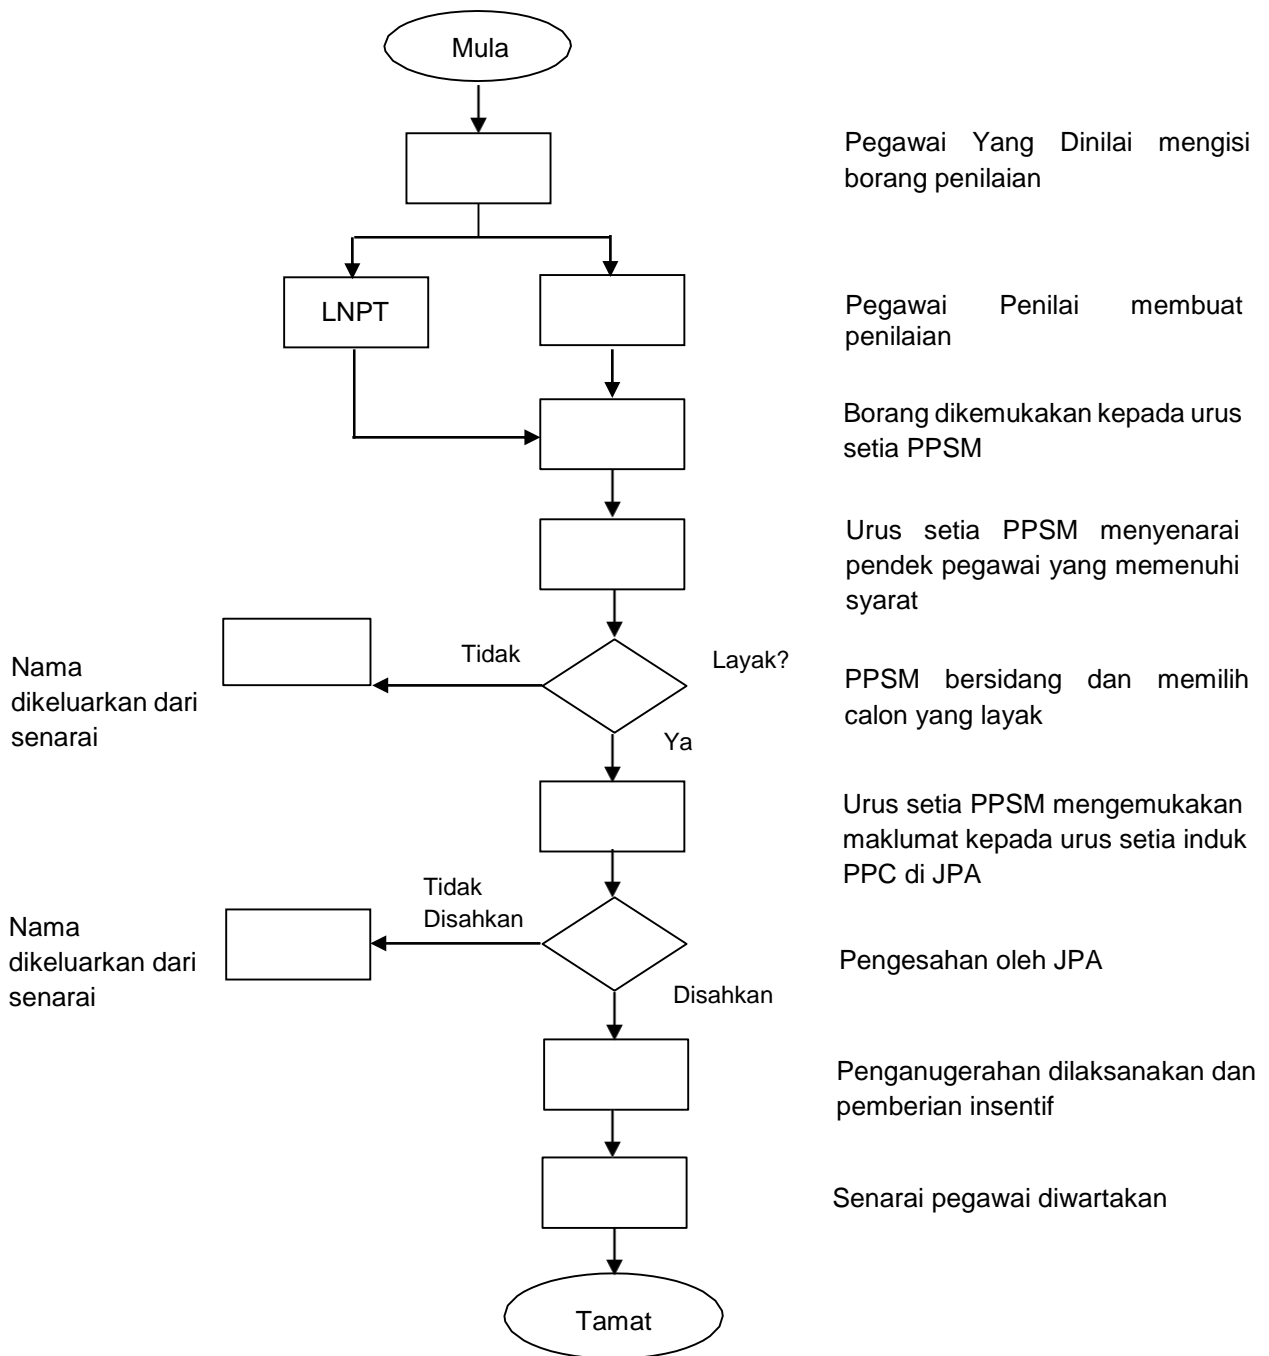 Mula
Pegawai Yang Dinilai mengisi
borang penilaian
LNPT
Pegawai Penilai membuat
penilaian
Borang dikemukakan kepada urus
setia PPSM
Urus setia PPSM menyenarai
pendek pegawai yang memenuhi
syarat
Nama
dikeluarkan dari
senarai
Tidak
Layak?
PPSM bersidang dan memilih
calon yang layak
Ya
Urus setia PPSM mengemukakan
maklumat kepada urus setia induk
PPC di JPA
Nama
dikeluarkan dari
senarai
Tidak
Disahkan
Pengesahan oleh JPA
Disahkan
Penganugerahan dilaksanakan dan
pemberian insentif
Senarai pegawai diwartakan
Tamat